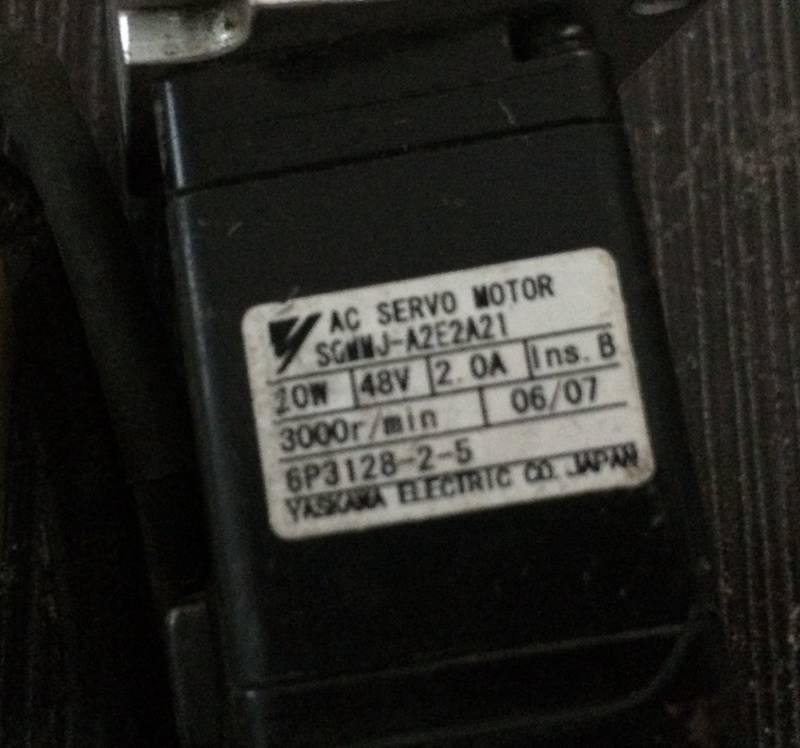 AC SERVO MOTOR
SGMMJ-A2E2A21
20W 48V 2.0A Ins.B
3000r/min 06/07
6P3128-2-5
YASKAWA ELECTRIC CO. JAPAN